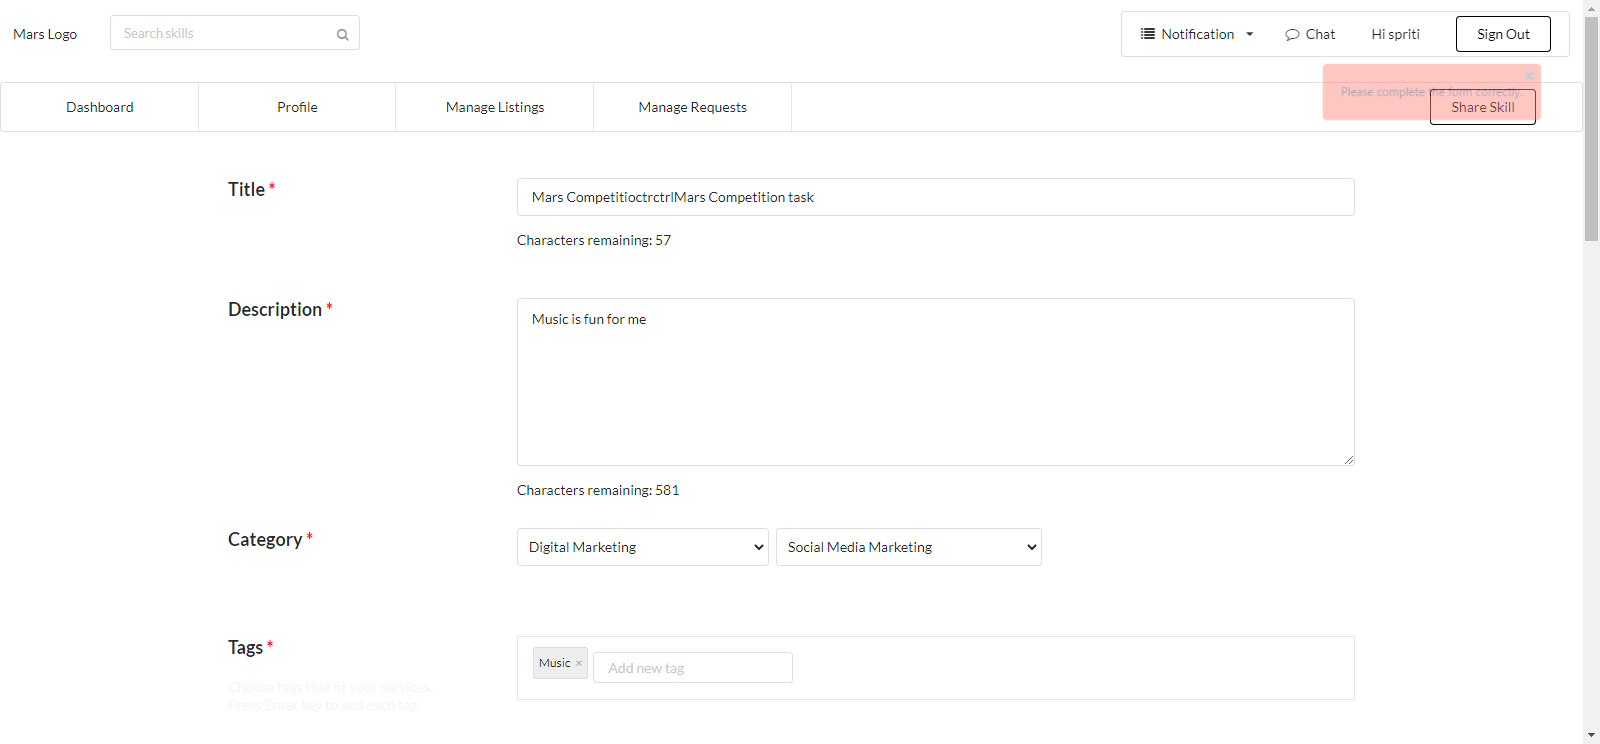 Mars Logo
Search skills
Notification
Chat
Hi spriti
Sign Out
Please complete the form correctly.
Dashboard
Profile
Manage Listings
Manage Requests
Share Skill
Title *
Mars CompetitioctrctrlMars Competition task
Characters remaining: 57
Description *
Music is fun for me
Characters remaining: 581
Category *
Digital Marketing
Social Media Marketing
Tags *
Music ×
Add new tag
Choose tags that fit your services.
Press Enter key to add each tag.